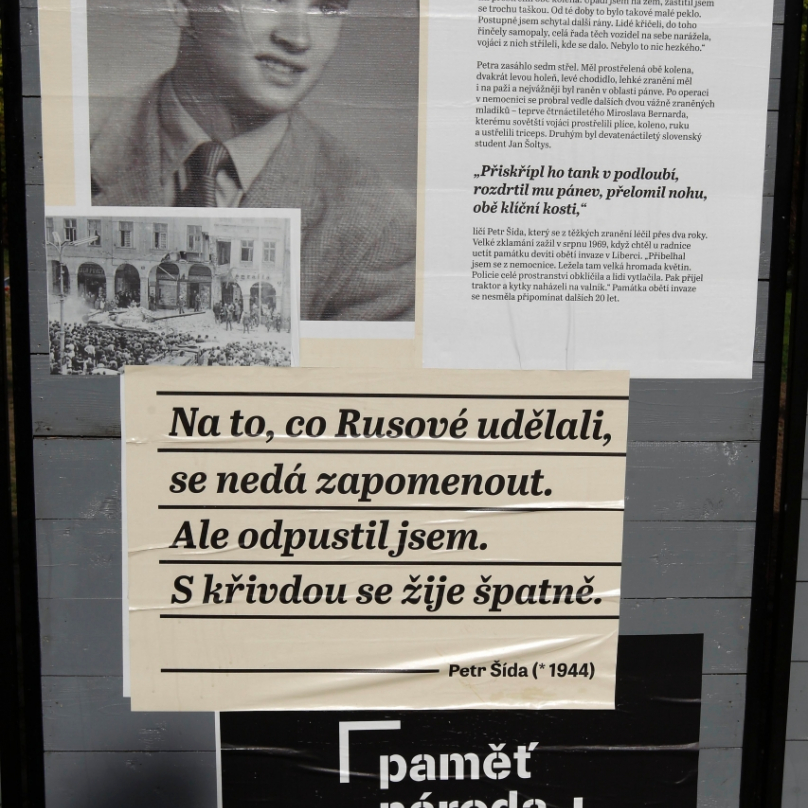 se trochu taškou. Od té doby to bylo takové malé peklo.
Postupně jsem schytal další rány. Lidé křičeli, do toho
řinčely samopaly, celá řada těch vozidel na sebe narážela,
vojáci z nich stříleli, kde se dalo. Nebylo to nic hezkého.“
Petra zasáhlo sedm střel. Měl prostřelená obě kolena,
dvakrát levou holeň, levé chodidlo, lehké zranění měl
i na paži a nejvážněji byl raněn v oblasti pánve. Po operaci
v nemocnici se probral vedle dalších dvou vážně zraněných
mladíků – teprve čtrnáctiletého Miroslava Bernarda,
kterému sovětští vojáci prostřelili plíce, koleno, ruku
a ustřelili triceps. Druhým byl devatenáctiletý slovenský
student Jan Šoltys.
„Přiskřípl ho tank v podloubí,
rozdrtil mu pánev, přelomil nohu,
obě klíční kosti,“
líčí Petr Šída, který se z těžkých zranění léčil přes dva roky.
Velké zklamání zažil v srpnu 1969, když chtěl u radnice
uctít památku devíti obětí invaze v Liberci. „Přibelhal
jsem se z nemocnice. Ležela tam velká hromada květin.
Policie celé prostranství obklíčila a lidi vytlačila. Pak přijel
traktor a kytky naházeli na valník.“ Památka obětí invaze
se nesměla připomínat dalších 20 let.
Na to, co Rusové udělali,
se nedá zapomenout.
Ale odpustil jsem.
S křivdou se žije špatně.
Petr Šída (* 1944)
paměť
národa